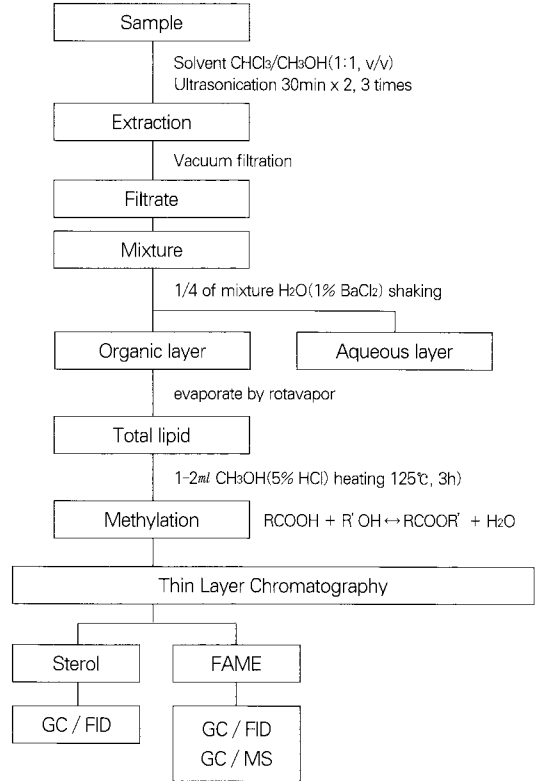 Sample
Solvent CHCl₃/CH₃OH(1:1, v/v)
Ultrasonication 30min x 2, 3 times
Extraction
Vacuum filtration
Filtrate
Mixture
1/4 of mixture H₂O(1% BaCl₂) shaking
Organic layer
Aqueous layer
evaporate by rotavapor
Total lipid
1-2ml CH₃OH(5% HCl) heating 125℃, 3h)
Methylation
RCOOH + R' OH↔RCOOR' + H₂O
Thin Layer Chromatography
Sterol
FAME
GC / FID
GC / FID
GC / MS